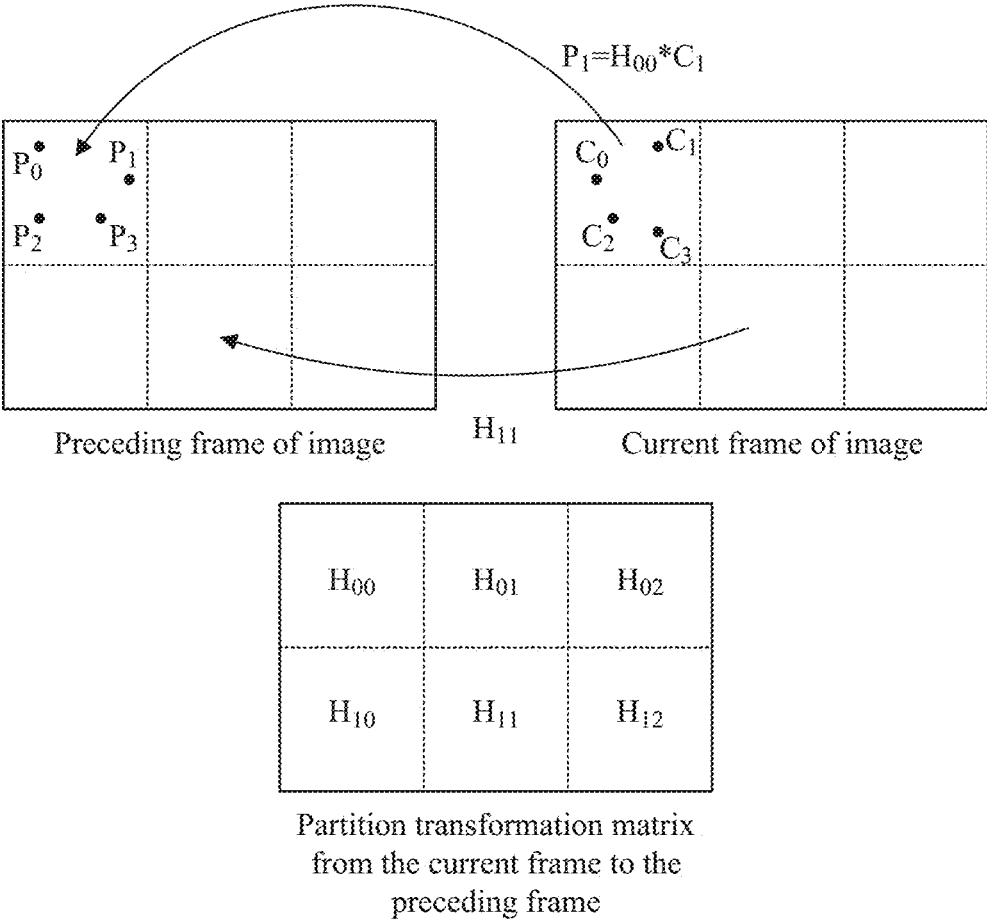 P₁=H₀₀*C₁
P₀ P₁
P₂ P₃
C₀ C₁
C₂ C₃
H₁₁
Preceding frame of image
Current frame of image
H₀₀ H₀₁ H₀₂
H₁₀ H₁₁ H₁₂
Partition transformation matrix
from the current frame to the
preceding frame